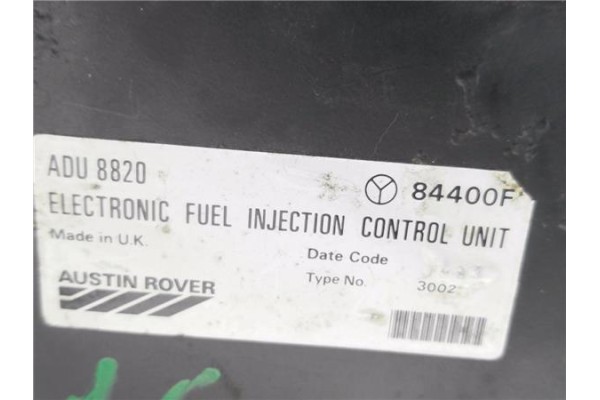 ADU 8820 84400F
ELECTRONIC FUEL INJECTION CONTROL UNIT
Made in U.K. Date Code
AUSTIN ROVER Type No. 3002